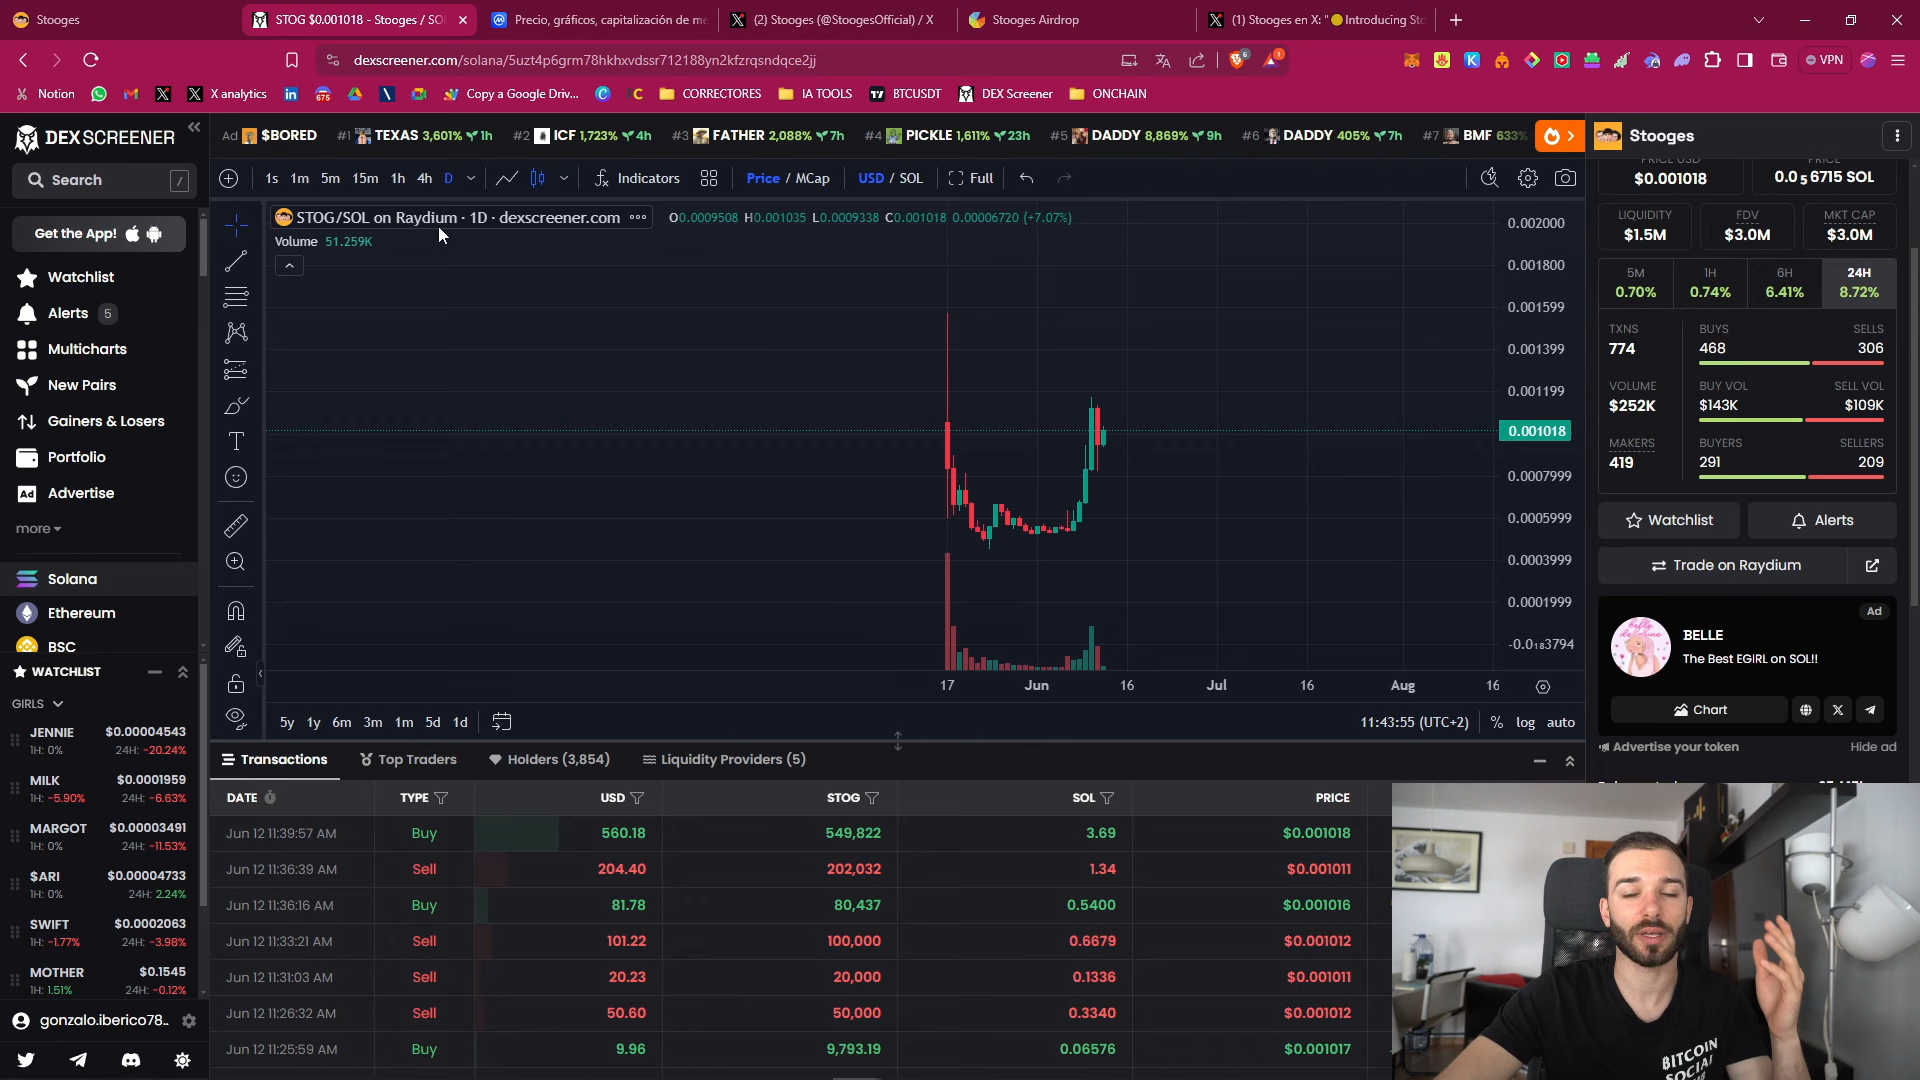 Stooges
STOG $0.001018 - Stooges / SO
Precio, gráficos, capitalización de me
(2) Stooges (@StoogesOfficial) / X
Stooges Airdrop
(1) Stooges en X: "🟡 Introducing Sto
dexscreener.com/solana/5uzt4p6grm78hkhxvdssr712188yn2kfzrqsndqce2jj
6
1
VPN
Notion
X analytics
675
Copy a Google Driv...
CORRECTORES
IA TOOLS
BTCUSDT
DEX Screener
ONCHAIN
DEXSCREENER
Search
/
Get the App!
Watchlist
Alerts 5
Multicharts
New Pairs
Gainers & Losers
Portfolio
Ad Advertise
more
Solana
Ethereum
BSC
WATCHLIST
GIRLS
JENNIE $0.00004543
1H: 0% 24H: -20.24%
MILK $0.0001959
1H: -5.90% 24H: -6.63%
MARGOT $0.00003491
1H: 0% 24H: -11.53%
$ARI $0.00004733
1H: 0% 24H: 2.24%
SWIFT $0.0002063
1H: -1.77% 24H: -3.98%
MOTHER $0.1545
1H: 1.51% 24H: -0.12%
gonzalo.iberico78..
Ad $BORED #1 TEXAS 3,601% 1h #2 ICF 1,723% 4h #3 FATHER 2,088% 7h #4 PICKLE 1,611% 23h #5 DADDY 8,869% 9h #6 DADDY 405% 7h #7 BMF 633%
1s 1m 5m 15m 1h 4h D Indicators Price / MCap USD / SOL Full
STOG/SOL on Raydium · 1D · dexscreener.com O0.0009508 H0.001035 L0.0009338 C0.001018 0.00006720 (+7.07%)
Volume 51.259K
0.002000
0.001800
0.001599
0.001399
0.001199
0.001018
0.0007999
0.0005999
0.0003999
0.0001999
-0.0₁₈3794
17 Jun 16 Jul 16 Aug 16
5y 1y 6m 3m 1m 5d 1d 11:43:55 (UTC+2) % log auto
Transactions Top Traders Holders (3,854) Liquidity Providers (5)
DATE TYPE USD STOG SOL PRICE
Jun 12 11:39:57 AM Buy 560.18 549,822 3.69 $0.001018
Jun 12 11:36:39 AM Sell 204.40 202,032 1.34 $0.001011
Jun 12 11:36:16 AM Buy 81.78 80,437 0.5400 $0.001016
Jun 12 11:33:21 AM Sell 101.22 100,000 0.6679 $0.001012
Jun 12 11:31:03 AM Sell 20.23 20,000 0.1336 $0.001011
Jun 12 11:26:32 AM Sell 50.60 50,000 0.3340 $0.001012
Jun 12 11:25:59 AM Buy 9.96 9,793.19 0.06576 $0.001017
Stooges
PRICE USD PRICE
$0.001018 0.0₅6715 SOL
LIQUIDITY FDV MKT CAP
$1.5M $3.0M $3.0M
5M 1H 6H 24H
0.70% 0.74% 6.41% 8.72%
TXNS BUYS SELLS
774 468 306
VOLUME BUY VOL SELL VOL
$252K $143K $109K
MAKERS BUYERS SELLERS
419 291 209
Watchlist Alerts
Trade on Raydium
Ad
BELLE
The Best EGIRL on SOL!!
Chart
Advertise your token Hide ad
BITCOIN
SOCIAL